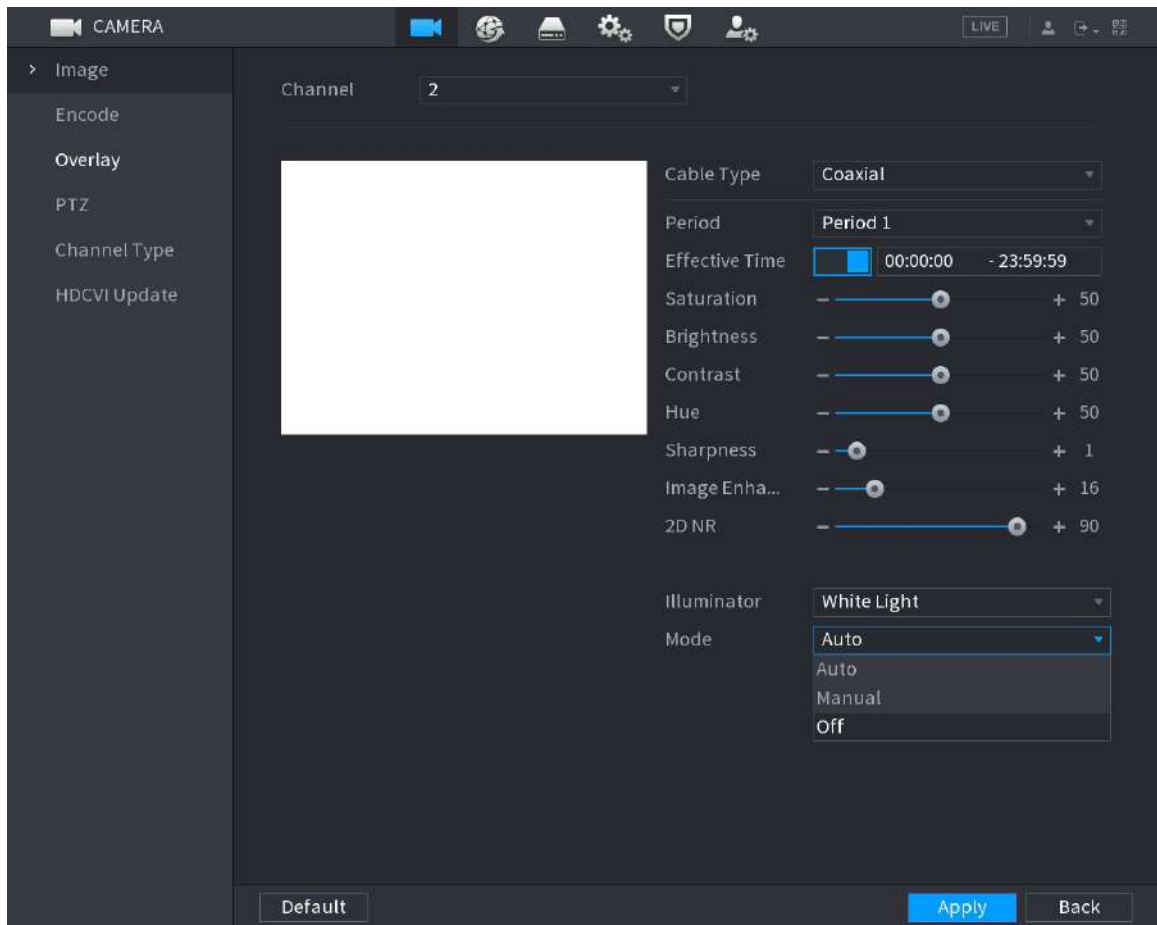 CAMERA
LIVE
> Image
Encode
Overlay
PTZ
Channel Type
HDCVI Update
Channel 2
Cable Type Coaxial
Period Period 1
Effective Time 00:00:00 - 23:59:59
Saturation - + 50
Brightness - + 50
Contrast - + 50
Hue - + 50
Sharpness - + 1
Image Enha... - + 16
2D NR - + 90
Illuminator White Light
Mode Auto
Auto
Manual
Off
Default Apply Back